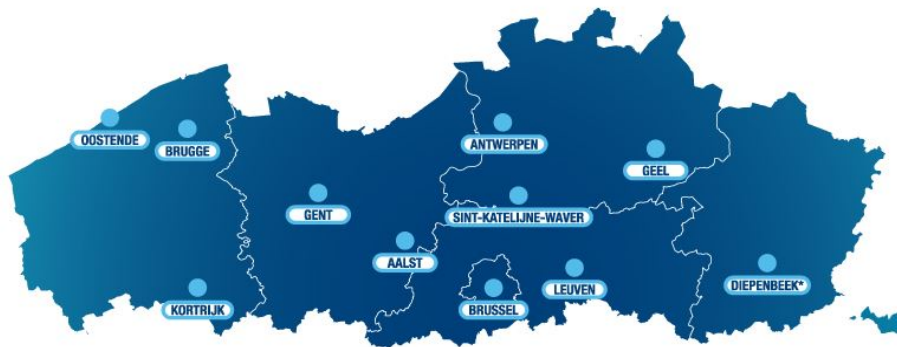 OOSTENDE
BRUGGE
ANTWERPEN
GEEL
GENT
SINT-KATELIJNE-WAVER
AALST
KORTRIJK
BRUSSEL
LEUVEN
DIEPENBEEK*